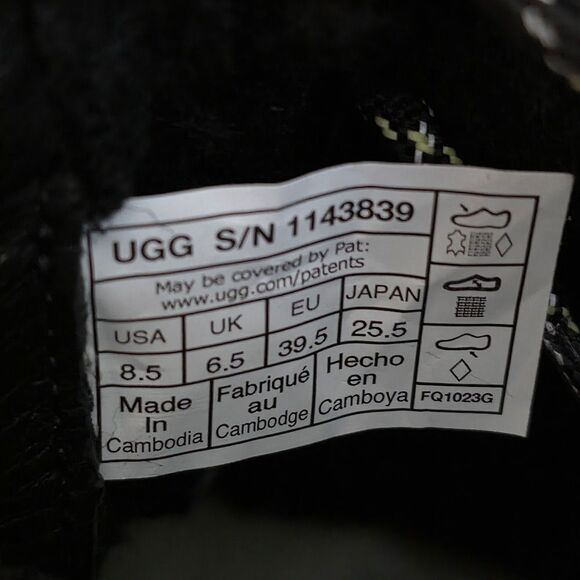 UGG S/N 1143839
May be covered by Pat:
www.ugg.com/patents
USA UK EU JAPAN
8.5 6.5 39.5 25.5
Made
In
Cambodia
Fabriqué
au
Cambodge
Hecho
en
Camboya
FQ1023G